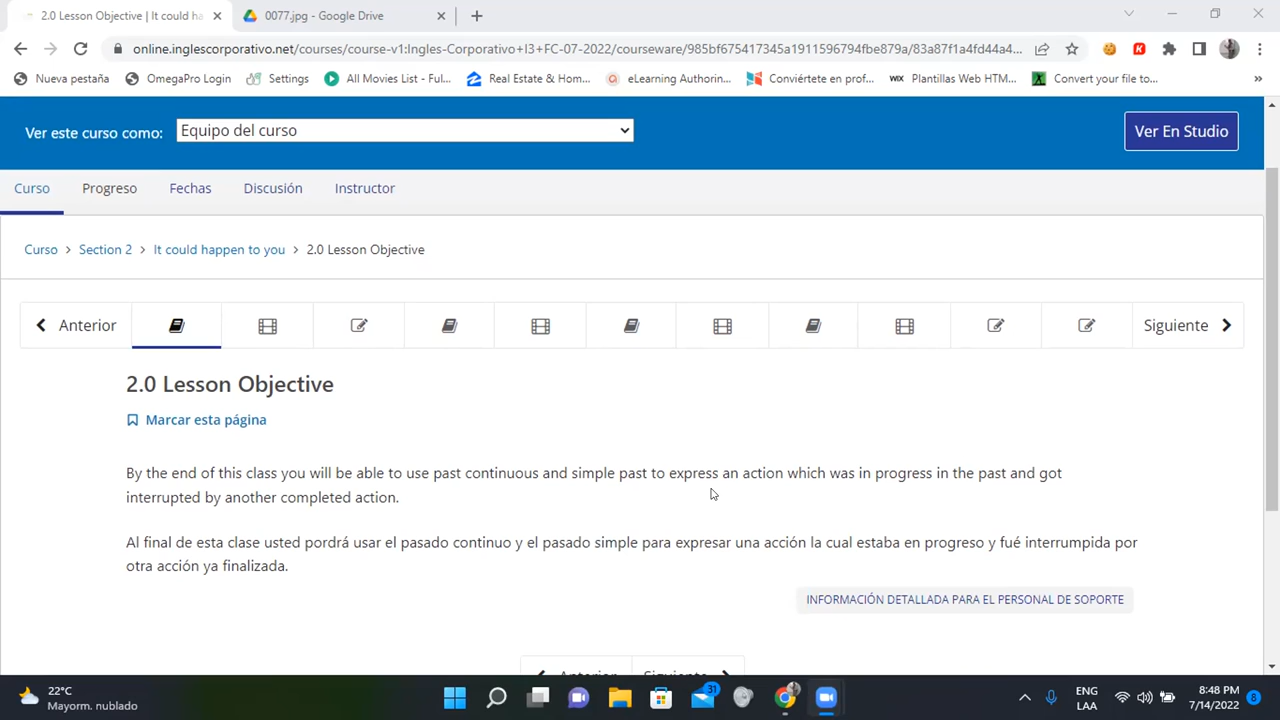 2.0 Lesson Objective | It could ha
0077.jpg - Google Drive
online.inglescorporativo.net/courses/course-v1:Ingles-Corporativo+I3+FC-07-2022/courseware/985bf675417345a1911596794fbe879a/83a87f1a4fd44a4...
Nueva pestaña
OmegaPro Login
Settings
All Movies List - Ful...
Real Estate & Hom...
eLearning Authorin...
Conviértete en prof...
WIX Plantillas Web HTM...
Convert your file to...
»
Ver este curso como:
Equipo del curso
Ver En Studio
Curso
Progreso
Fechas
Discusión
Instructor
Curso > Section 2 > It could happen to you > 2.0 Lesson Objective
Anterior
Siguiente
2.0 Lesson Objective
Marcar esta página
By the end of this class you will be able to use past continuous and simple past to express an action which was in progress in the past and got
interrupted by another completed action.
Al final de esta clase usted pordrá usar el pasado continuo y el pasado simple para expresar una acción la cual estaba en progreso y fué interrumpida por
otra acción ya finalizada.
INFORMACIÓN DETALLADA PARA EL PERSONAL DE SOPORTE
Anterior
Siguiente
22°C
Mayorm. nublado
31
ENG
LAA
8:48 PM
7/14/2022
8